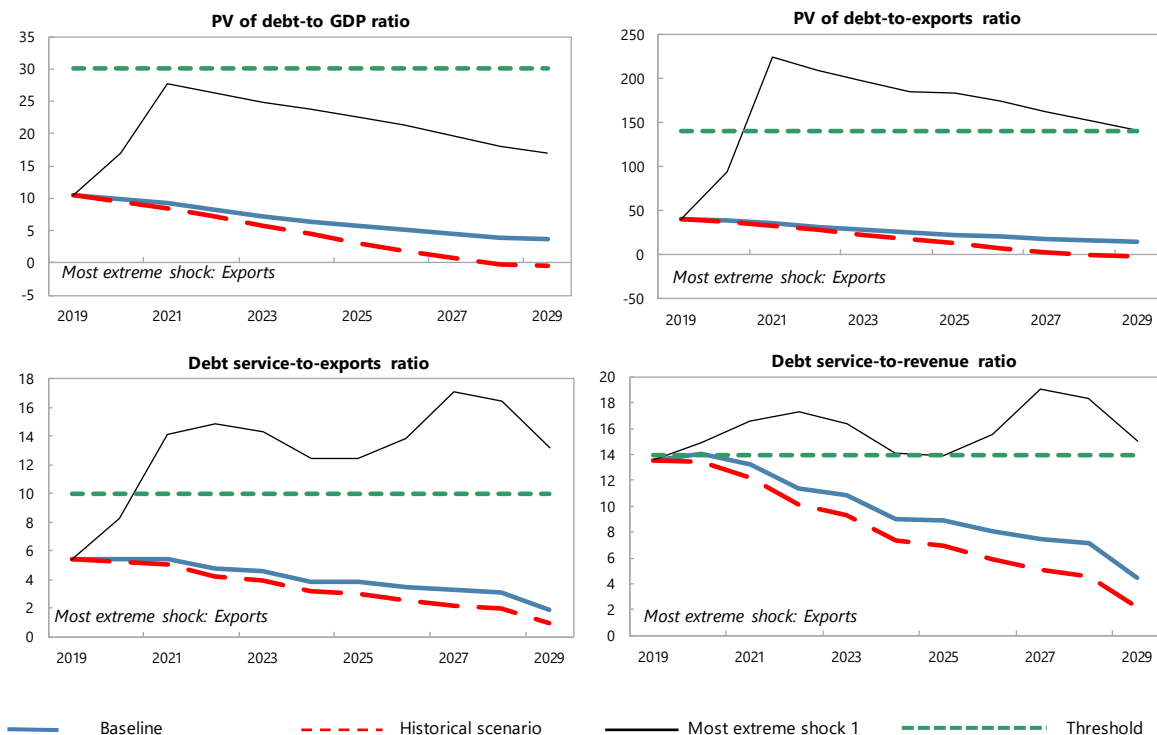 PV of debt-to GDP ratio
35
30
25
20
15
10
5
0
-5
Most extreme shock: Exports
2019 2021 2023 2025 2027 2029
PV of debt-to-exports ratio
250
200
150
100
50
0
-50
Most extreme shock: Exports
2019 2021 2023 2025 2027 2029
Debt service-to-exports ratio
18
16
14
12
10
8
6
4
2
0
Most extreme shock: Exports
2019 2021 2023 2025 2027 2029
Debt service-to-revenue ratio
20
18
16
14
12
10
8
6
4
2
0
Most extreme shock: Exports
2019 2021 2023 2025 2027 2029
Baseline Historical scenario Most extreme shock 1 Threshold